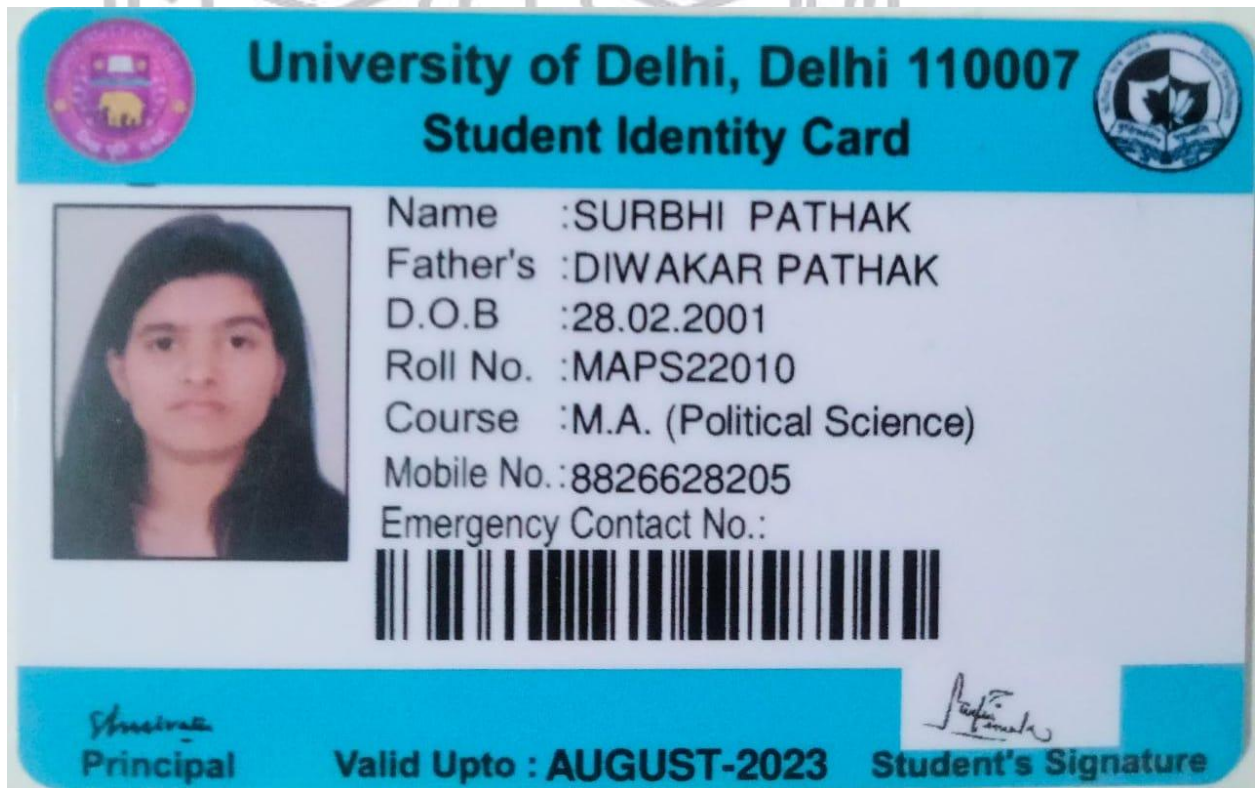 University of Delhi, Delhi 110007
Student Identity Card
Name :SURBHI PATHAK
Father's :DIWAKAR PATHAK
D.O.B :28.02.2001
Roll No. :MAPS22010
Course :M.A. (Political Science)
Mobile No.:8826628205
Emergency Contact No.:
Principal
Valid Upto : AUGUST-2023
Student's Signature